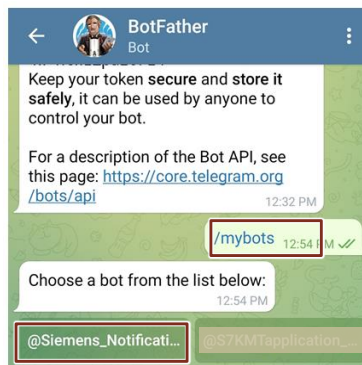 BotFather
Bot
Keep your token secure and store it
safely, it can be used by anyone to
control your bot.
For a description of the Bot API, see
this page: https://core.telegram.org
/bots/api
12:32 PM
/mybots 12:54 PM
Choose a bot from the list below:
12:54 PM
@Siemens_Notificati... @S7KMTapplication_...